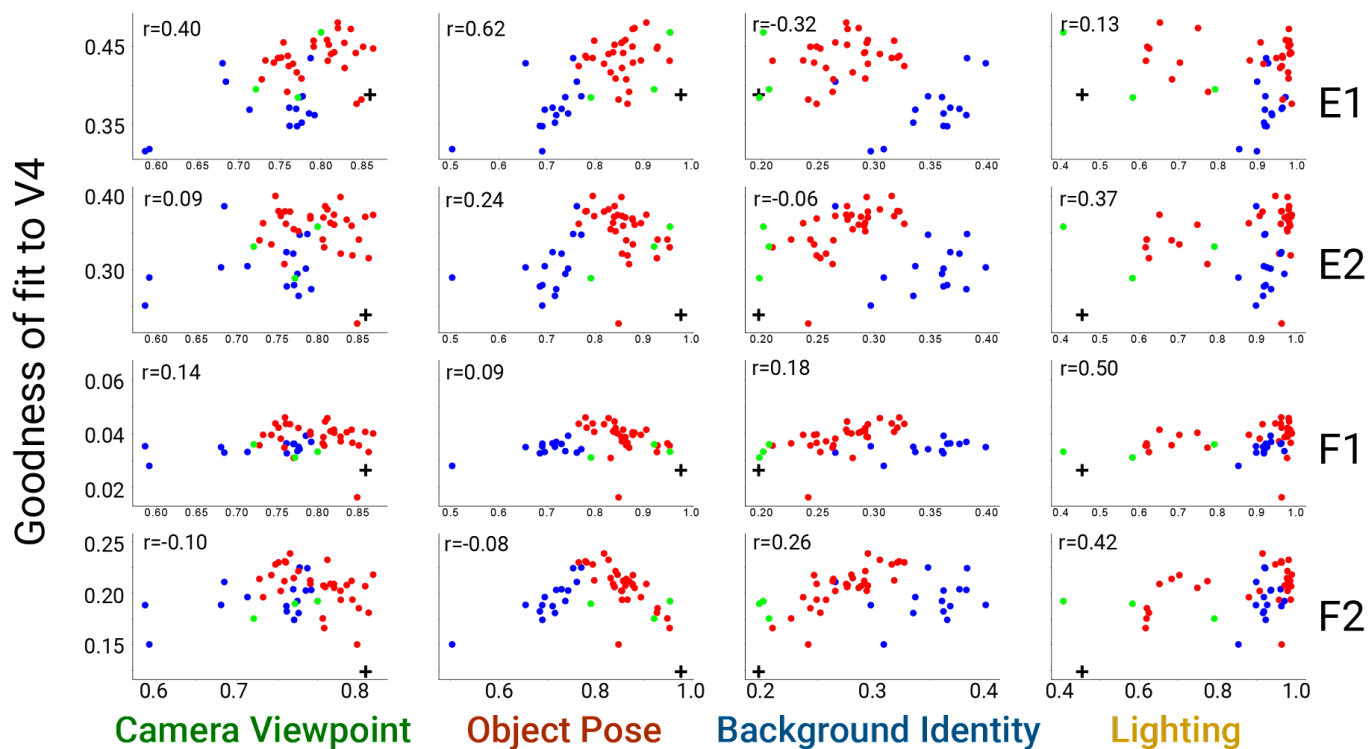 Goodness of fit to V4
r=0.40 r=0.62 r=-0.32 r=0.13
0.45
0.35
E1
0.60 0.65 0.70 0.75 0.80 0.85 0.5 0.6 0.7 0.8 0.9 1.0 0.20 0.25 0.30 0.35 0.40 0.4 0.5 0.6 0.7 0.8 0.9 1.0
0.40
r=0.09 r=0.24 r=-0.06 r=0.37
0.30
E2
0.60 0.65 0.70 0.75 0.80 0.85 0.5 0.6 0.7 0.8 0.9 1.0 0.20 0.25 0.30 0.35 0.40 0.4 0.5 0.6 0.7 0.8 0.9 1.0
0.06
r=0.14 r=0.09 r=0.18 r=0.50
0.04
F1
0.02
0.60 0.65 0.70 0.75 0.80 0.85 0.5 0.6 0.7 0.8 0.9 1.0 0.20 0.25 0.30 0.35 0.40 0.4 0.5 0.6 0.7 0.8 0.9 1.0
0.25
r=-0.10 r=-0.08 r=0.26 r=0.42
0.20
F2
0.15
0.6 0.7 0.8 0.5 0.6 0.7 0.8 0.9 1.0 0.2 0.3 0.4 0.4 0.5 0.6 0.7 0.8 0.9 1.0
Camera Viewpoint Object Pose Background Identity Lighting